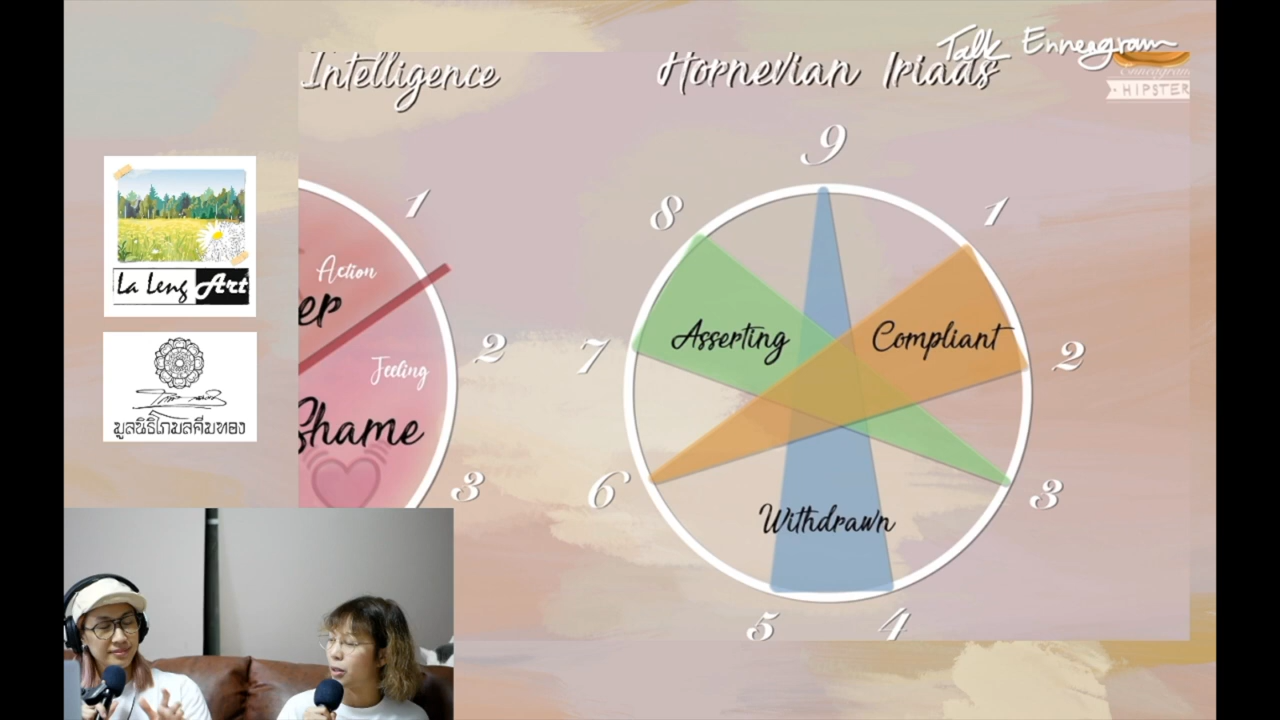 Talk Enneagram
Intelligence
Hornevian Triads
Enneagram
HIPSTER
9
8
1
1
Action
er
Asserting
Compliant
7
2
2
Feeling
Shame
6
3
3
Withdrawn
5
4
La Leng Art
มูลนิธิโกมลคีมทอง